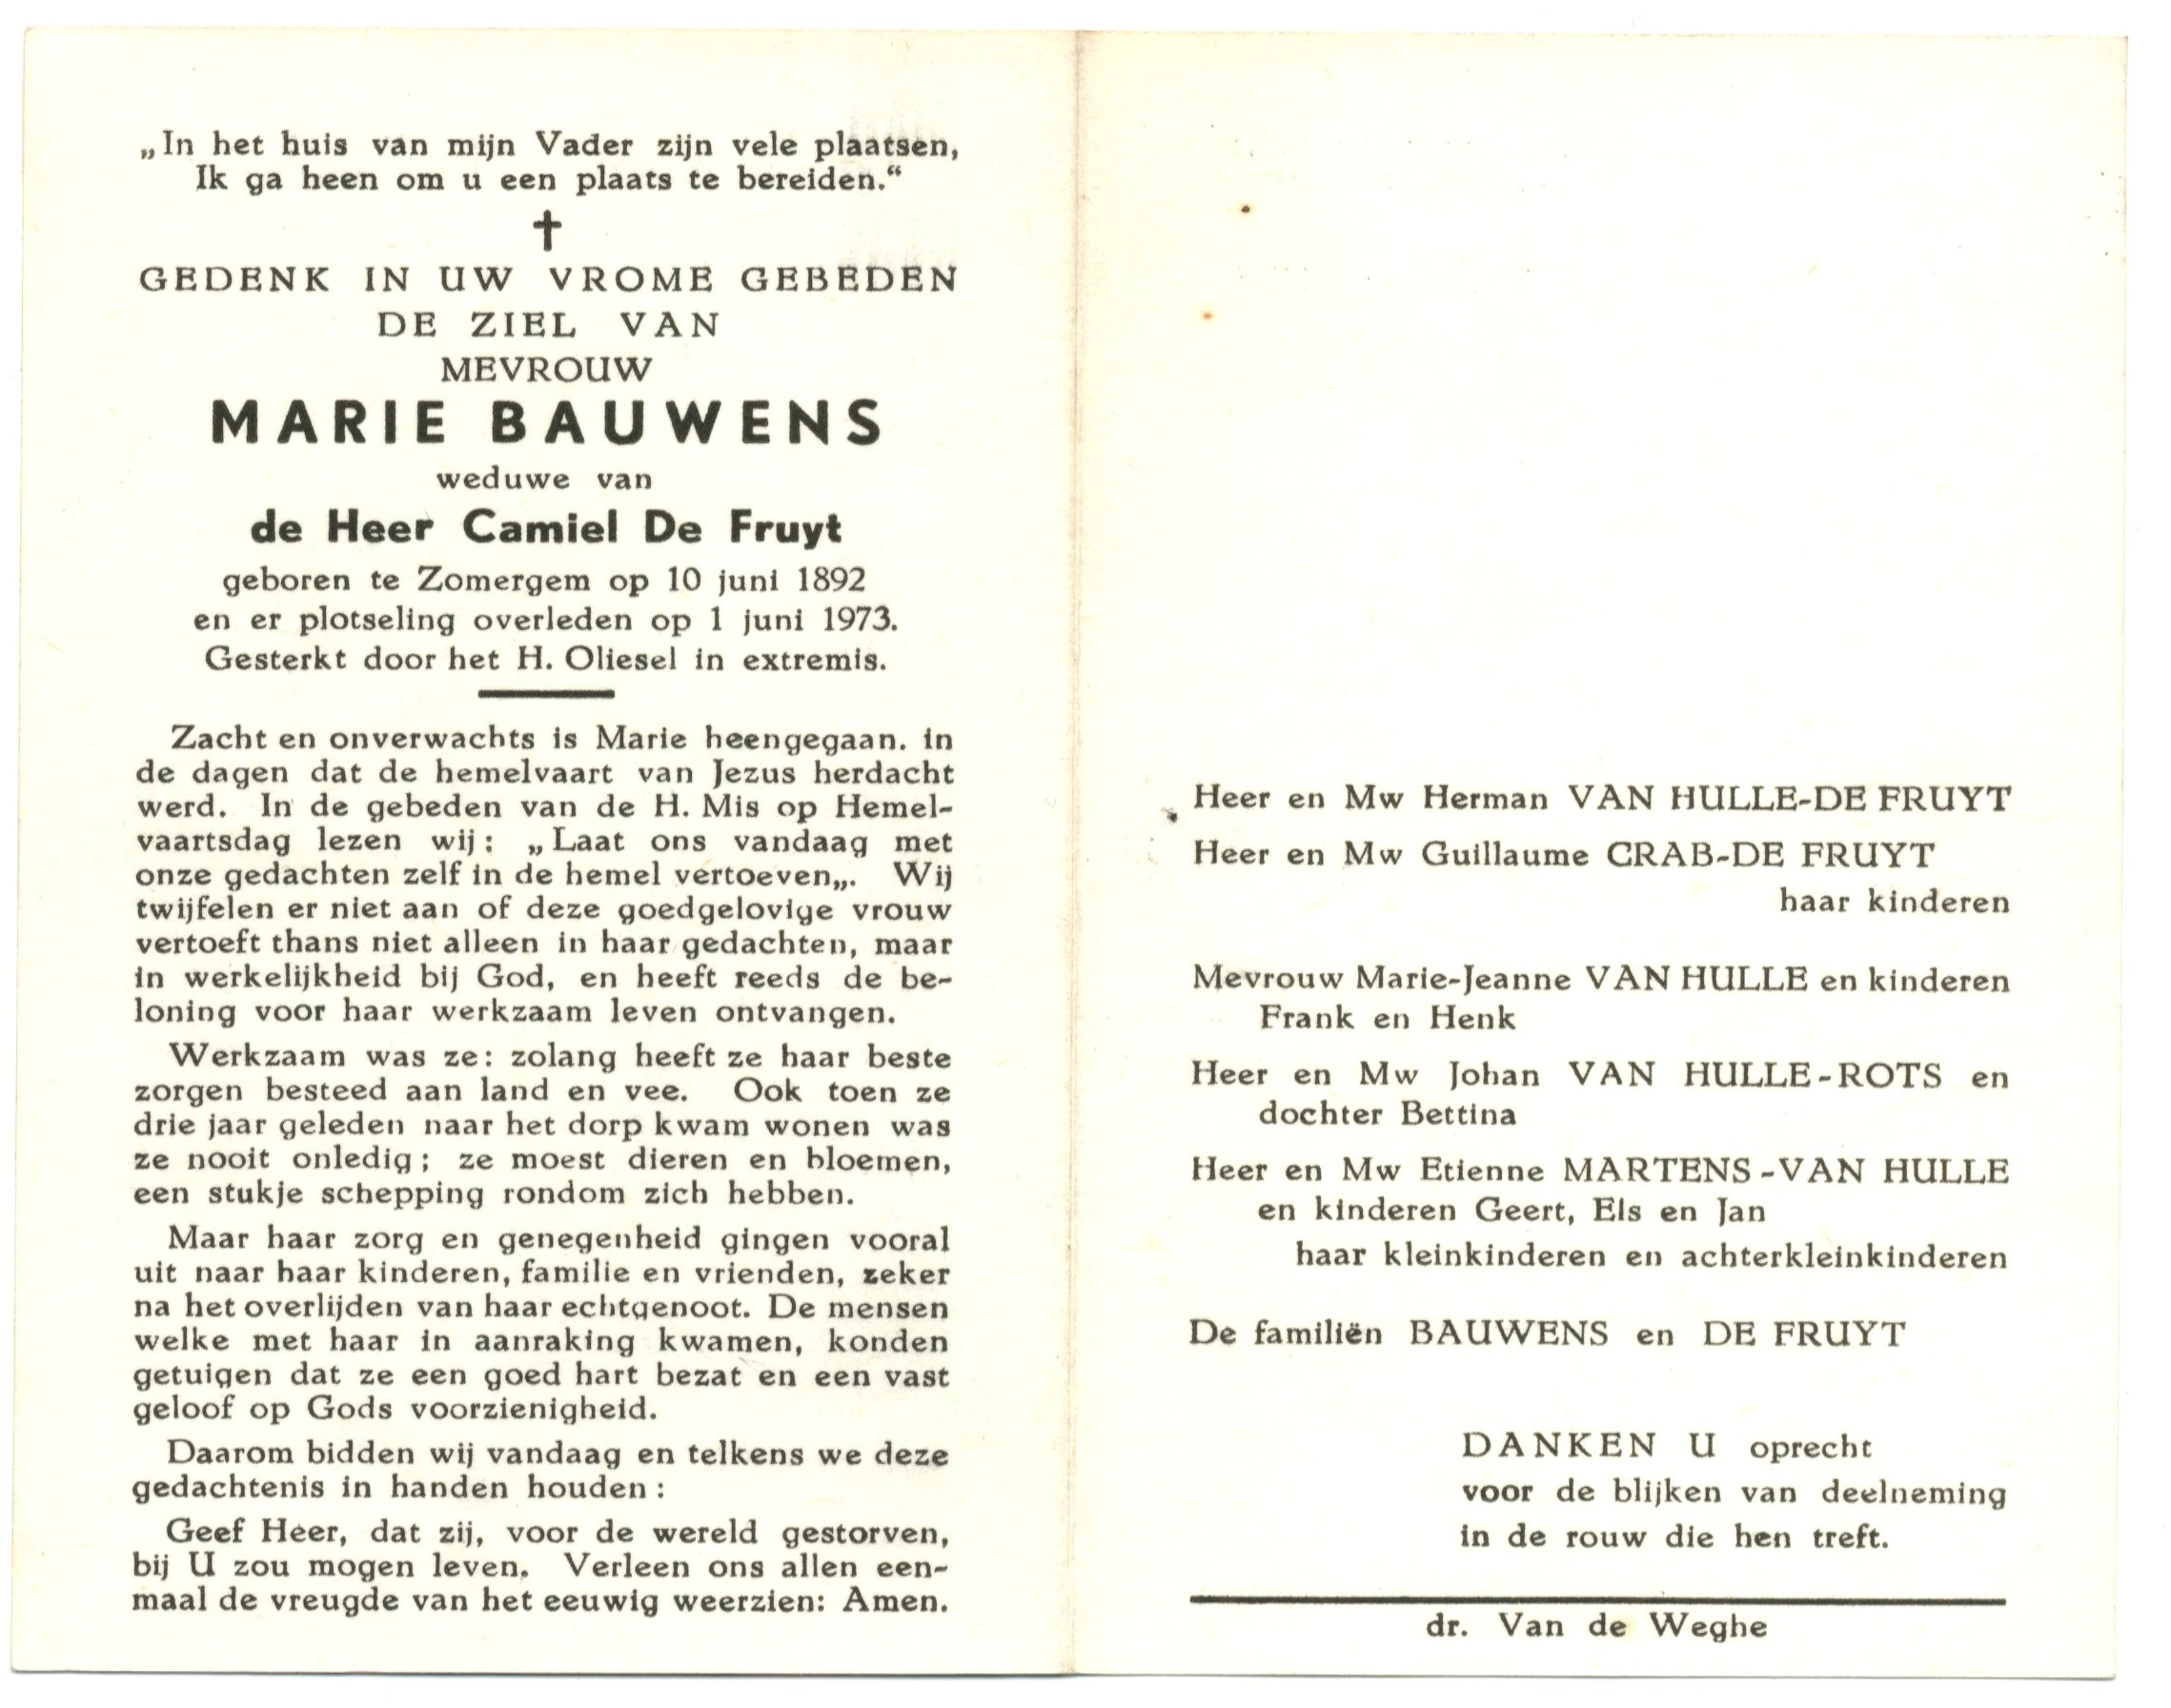 „In het huis van mijn Vader zijn vele plaatsen,
Ik ga heen om u een plaats te bereiden.“
✝
GEDENK IN UW VROME GEBEDEN
DE ZIEL VAN
MEVROUW
MARIE BAUWENS
weduwe van
de Heer Camiel De Fruyt
geboren te Zomergem op 10 juni 1892
en er plotseling overleden op 1 juni 1973.
Gesterkt door het H. Oliesel in extremis.
Zacht en onverwachts is Marie heengegaan. in
de dagen dat de hemelvaart van Jezus herdacht
werd. In de gebeden van de H. Mis op Hemel-
vaartsdag lezen wij: „Laat ons vandaag met
onze gedachten zelf in de hemel vertoeven„. Wij
twijfelen er niet aan of deze goedgelovige vrouw
vertoeft thans niet alleen in haar gedachten, maar
in werkelijkheid bij God, en heeft reeds de be-
loning voor haar werkzaam leven ontvangen.
Werkzaam was ze: zolang heeft ze haar beste
zorgen besteed aan land en vee. Ook toen ze
drie jaar geleden naar het dorp kwam wonen was
ze nooit onledig; ze moest dieren en bloemen,
een stukje schepping rondom zich hebben.
Maar haar zorg en genegenheid gingen vooral
uit naar haar kinderen, familie en vrienden, zeker
na het overlijden van haar echtgenoot. De mensen
welke met haar in aanraking kwamen, konden
getuigen dat ze een goed hart bezat en een vast
geloof op Gods voorzienigheid.
Daarom bidden wij vandaag en telkens we deze
gedachtenis in handen houden:
Geef Heer, dat zij, voor de wereld gestorven,
bij U zou mogen leven. Verleen ons allen een-
maal de vreugde van het eeuwig weerzien: Amen.
Heer en Mw Herman VAN HULLE-DE FRUYT
Heer en Mw Guillaume CRAB-DE FRUYT
haar kinderen
Mevrouw Marie-Jeanne VAN HULLE en kinderen
Frank en Henk
Heer en Mw Johan VAN HULLE-ROTS en
dochter Bettina
Heer en Mw Etienne MARTENS-VAN HULLE
en kinderen Geert, Els en Jan
haar kleinkinderen en achterkleinkinderen
De familiën BAUWENS en DE FRUYT
DANKEN U oprecht
voor de blijken van deelneming
in de rouw die hen treft.
dr. Van de Weghe